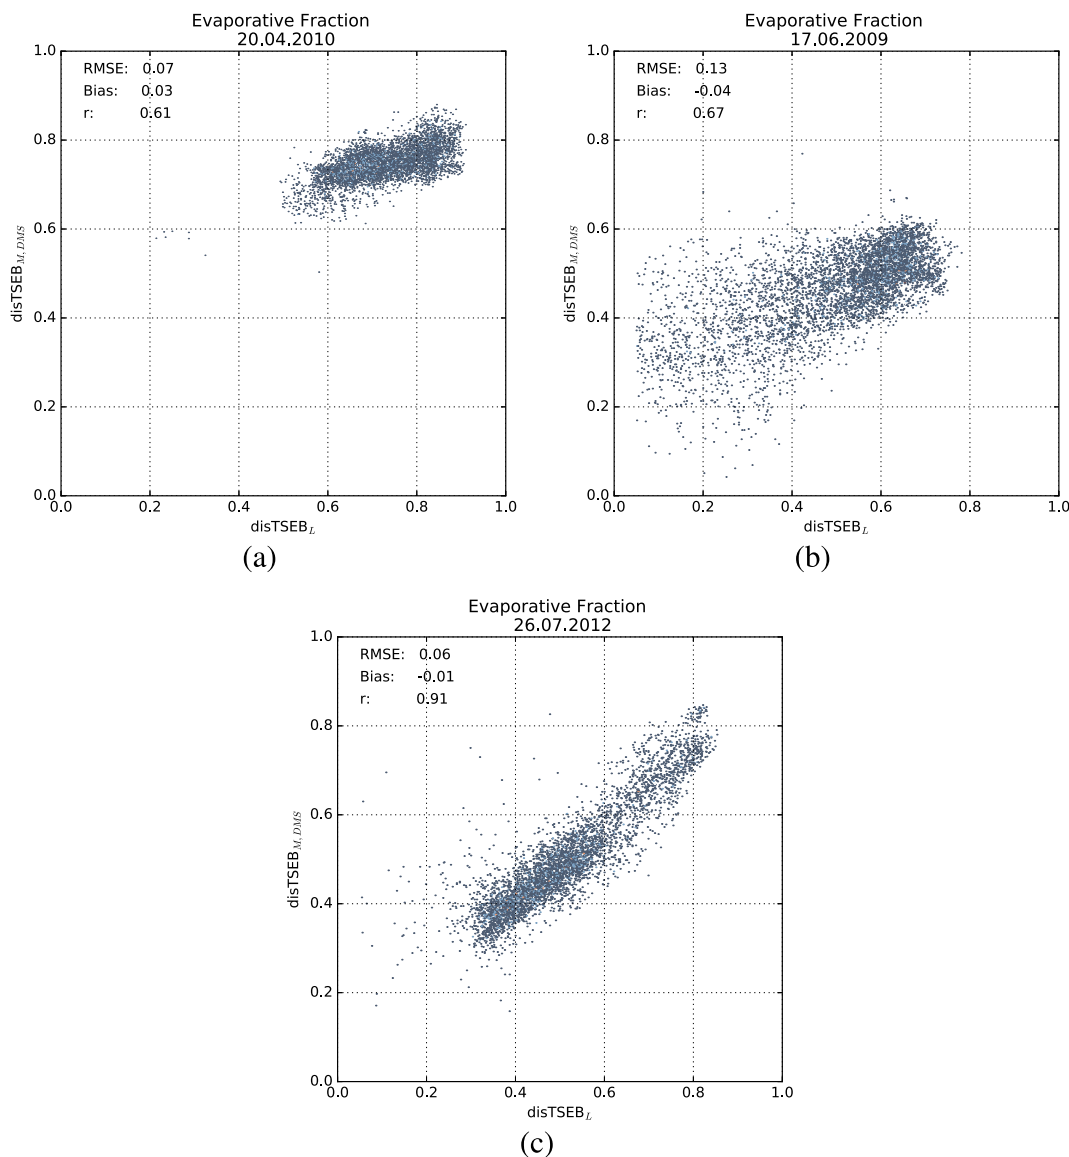 Evaporative Fraction
20.04.2010
RMSE: 0.07
Bias: 0.03
r: 0.61
1.0
0.8
0.6
0.4
0.2
0.0
disTSEB_{M,DMS}
0.0 0.2 0.4 0.6 0.8 1.0
disTSEB_L
(a)
Evaporative Fraction
17.06.2009
RMSE: 0.13
Bias: -0.04
r: 0.67
1.0
0.8
0.6
0.4
0.2
0.0
disTSEB_{M,DMS}
0.0 0.2 0.4 0.6 0.8 1.0
disTSEB_L
(b)
Evaporative Fraction
26.07.2012
RMSE: 0.06
Bias: -0.01
r: 0.91
1.0
0.8
0.6
0.4
0.2
0.0
disTSEB_{M,DMS}
0.0 0.2 0.4 0.6 0.8 1.0
disTSEB_L
(c)